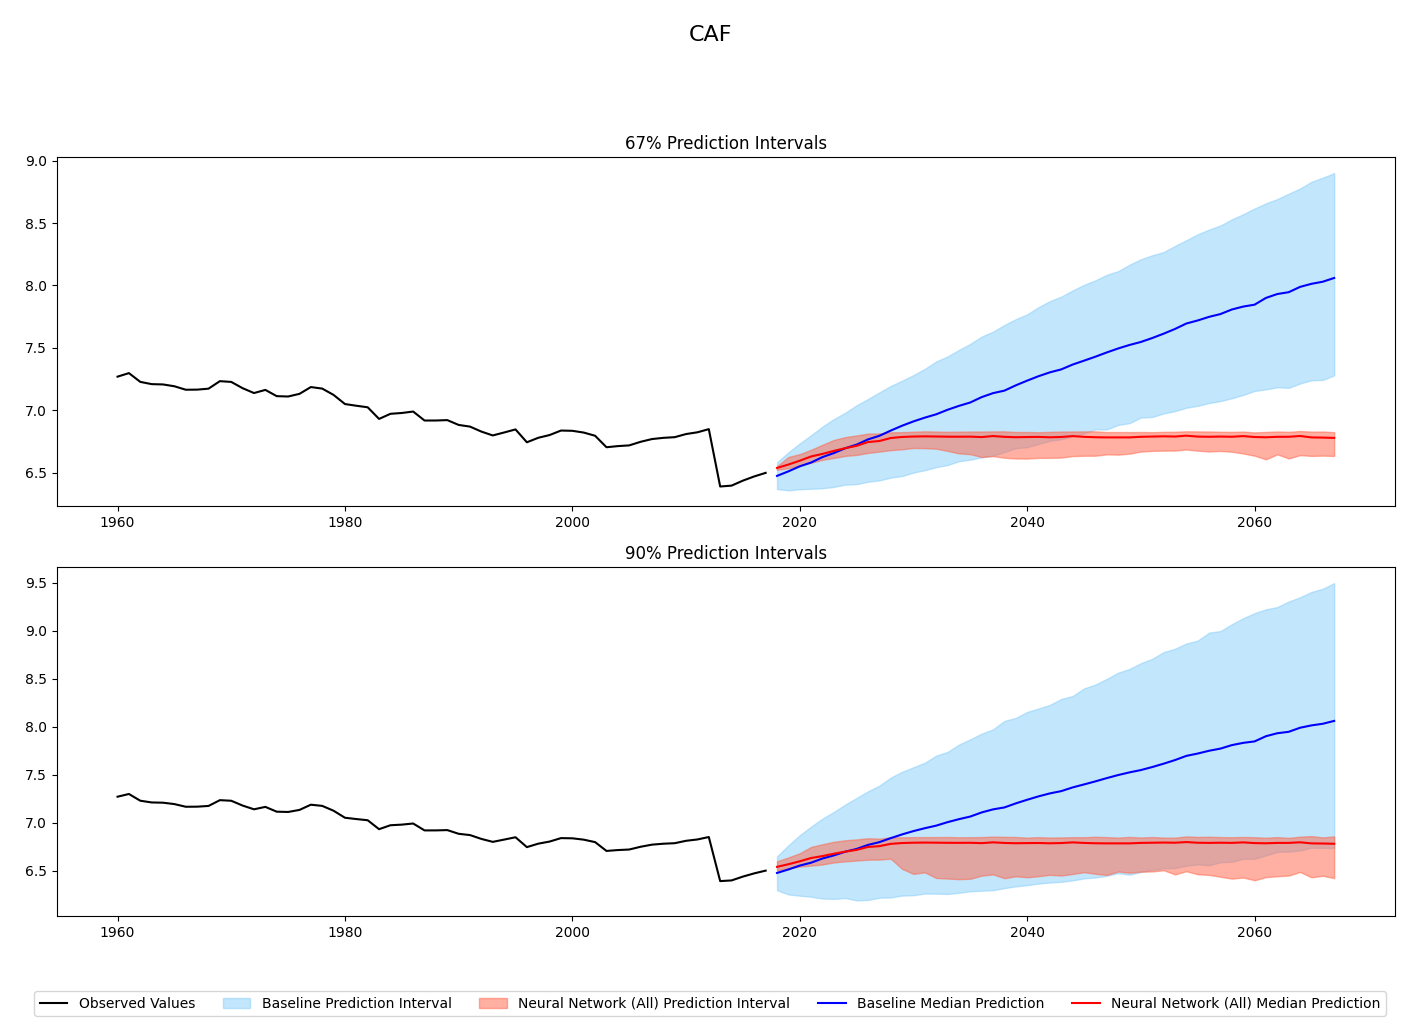 CAF
67% Prediction Intervals
9.0
8.5
8.0
7.5
7.0
6.5
1960 1980 2000 2020 2040 2060
90% Prediction Intervals
9.5
9.0
8.5
8.0
7.5
7.0
6.5
1960 1980 2000 2020 2040 2060
Observed Values Baseline Prediction Interval Neural Network (All) Prediction Interval Baseline Median Prediction Neural Network (All) Median Prediction